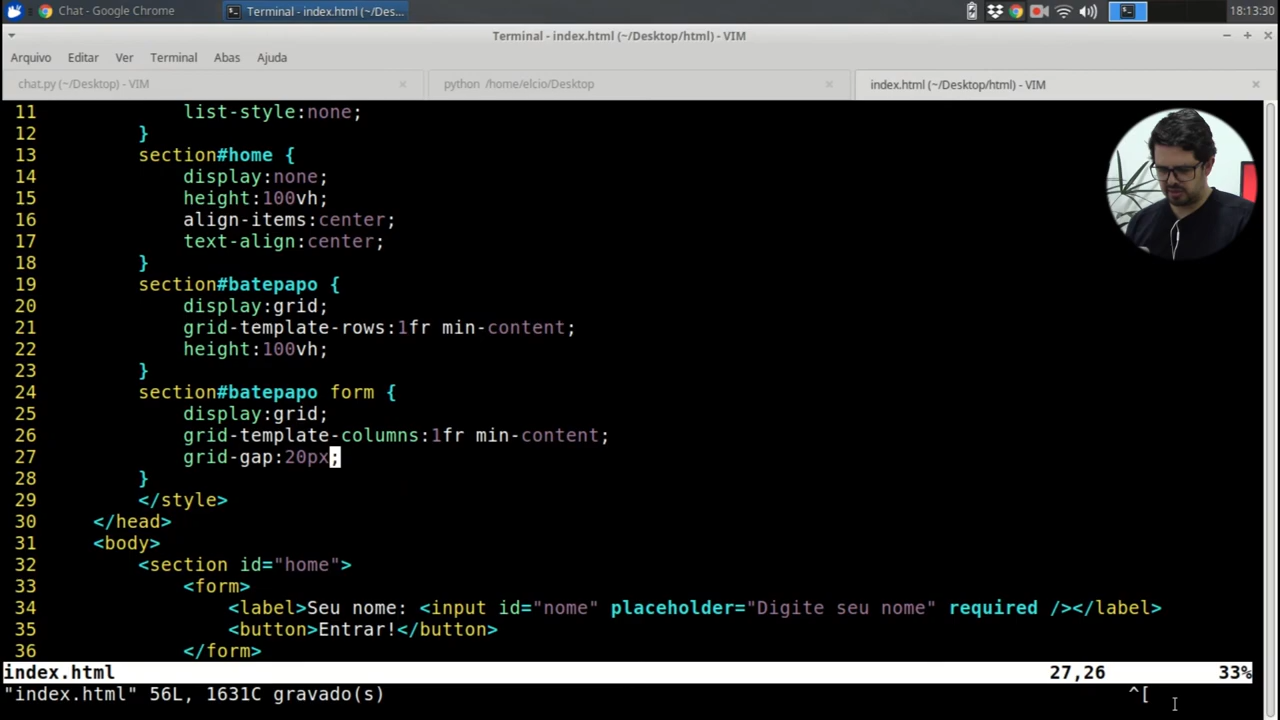 Chat - Google Chrome
Terminal - index.html (~/Des...
18:13:30
Terminal - index.html (~/Desktop/html) - VIM
Arquivo Editar Ver Terminal Abas Ajuda
chat.py (~/Desktop) - VIM
python /home/elcio/Desktop
index.html (~/Desktop/html) - VIM
11 list-style:none;
12 }
13 section#home {
14 display:none;
15 height:100vh;
16 align-items:center;
17 text-align:center;
18 }
19 section#batepapo {
20 display:grid;
21 grid-template-rows:1fr min-content;
22 height:100vh;
23 }
24 section#batepapo form {
25 display:grid;
26 grid-template-columns:1fr min-content;
27 grid-gap:20px;
28 }
29 </style>
30 </head>
31 <body>
32 <section id="home">
33 <form>
34 <label>Seu nome: <input id="nome" placeholder="Digite seu nome" required /></label>
35 <button>Entrar!</button>
36 </form>
index.html 27,26 33%
"index.html" 56L, 1631C gravado(s) ^[